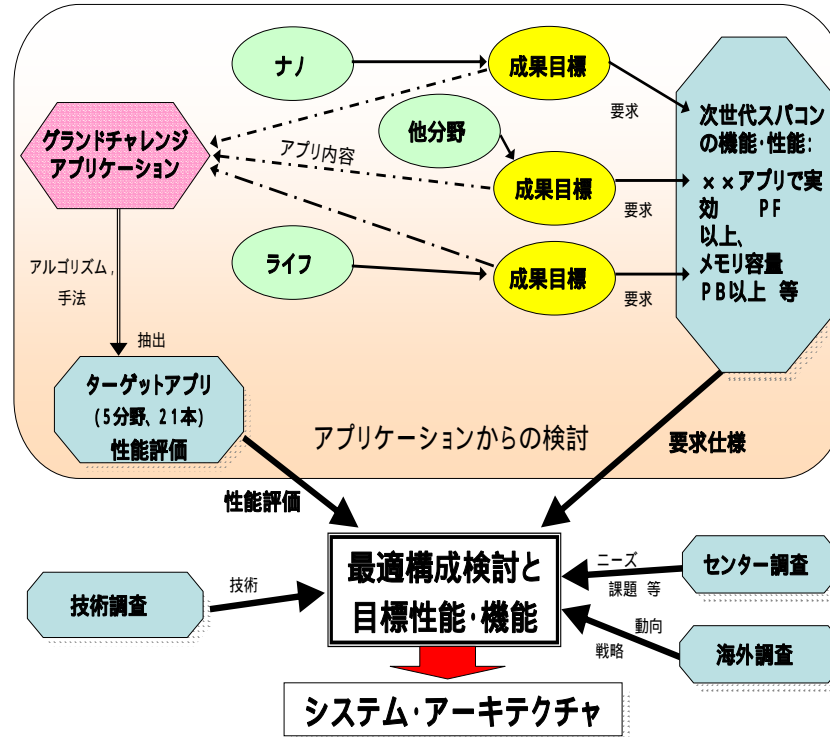 ナノ
成果目標
要求
他分野
成果目標
要求
ライフ
成果目標
要求
グランドチャレンジ
アプリケーション
アプリ内容
次世代スパコン
の機能・性能:
××アプリで実
効　　PF
以上、
メモリ容量
PB以上 等
アルゴリズム,
手法
抽出
ターゲットアプリ
(5分野、21本)
性能評価
アプリケーションからの検討
要求仕様
性能評価
最適構成検討と
目標性能・機能
技術調査
技術
ニーズ
課題 等
センター調査
動向
戦略
海外調査
システム・アーキテクチャ